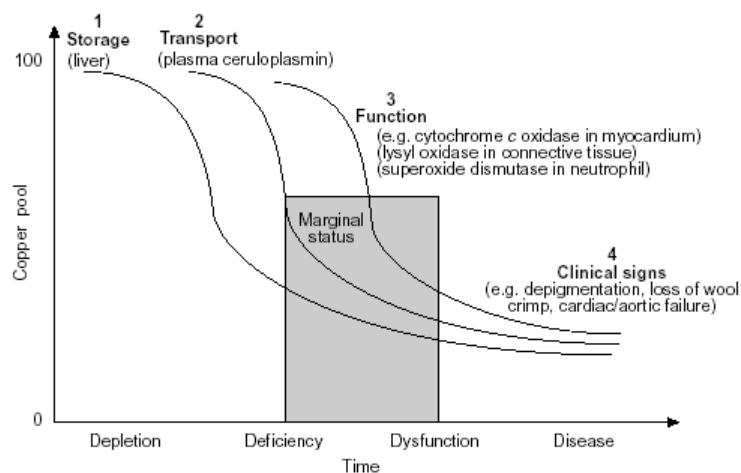 1
Storage
(liver)
2
Transport
(plasma ceruloplasmin)
3
Function
(e.g. cytochrome c oxidase in myocardium)
(lysyl oxidase in connective tissue)
(superoxide dismutase in neutrophil)
Marginal
status
4
Clinical signs
(e.g. depigmentation, loss of wool
crimp, cardiac/aortic failure)
100
Copper pool
0
Depletion
Deficiency
Dysfunction
Disease
Time